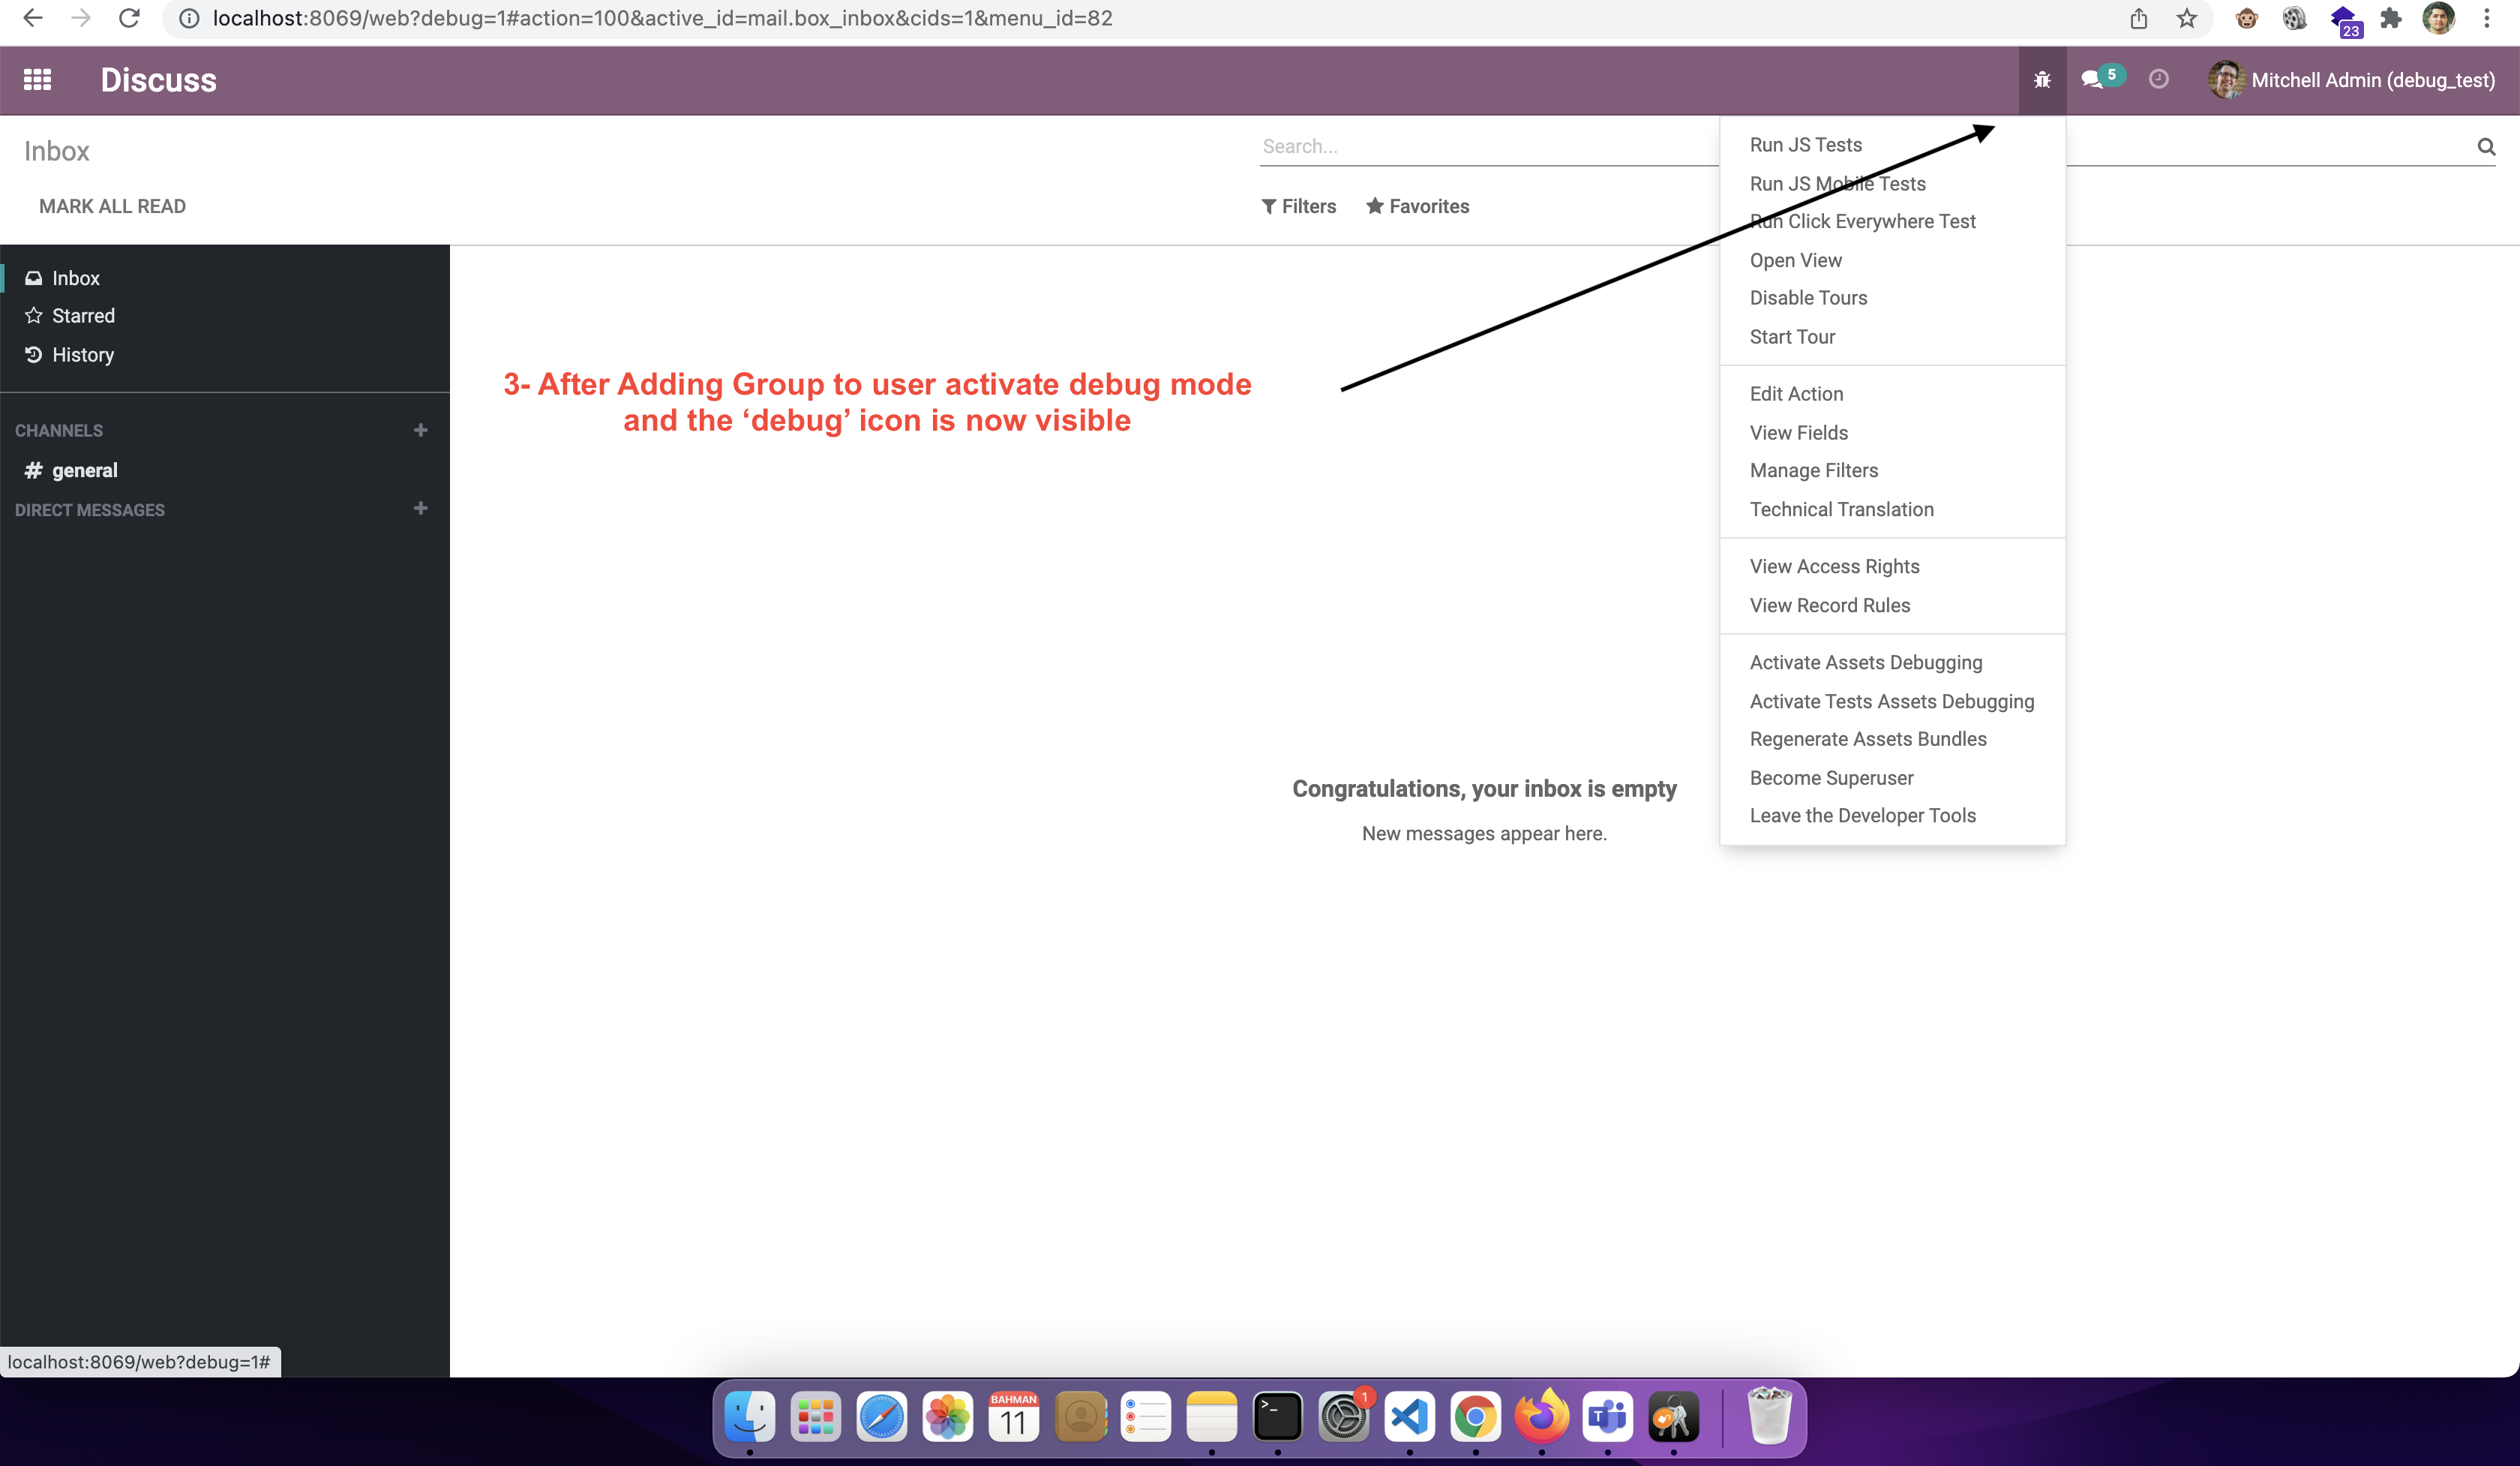 localhost:8069/web?debug=1#action=100&active_id=mail.box_inbox&cids=1&menu_id=82
23
Discuss
5
Mitchell Admin (debug_test)
Inbox
Search...
MARK ALL READ
Filters
Favorites
Inbox
Starred
History
CHANNELS
general
DIRECT MESSAGES
3- After Adding Group to user activate debug mode
and the ‘debug’ icon is now visible
Run JS Tests
Run JS Mobile Tests
Run Click Everywhere Test
Open View
Disable Tours
Start Tour
Edit Action
View Fields
Manage Filters
Technical Translation
View Access Rights
View Record Rules
Activate Assets Debugging
Activate Tests Assets Debugging
Regenerate Assets Bundles
Become Superuser
Leave the Developer Tools
Congratulations, your inbox is empty
New messages appear here.
localhost:8069/web?debug=1#
BAHMAN
11
1